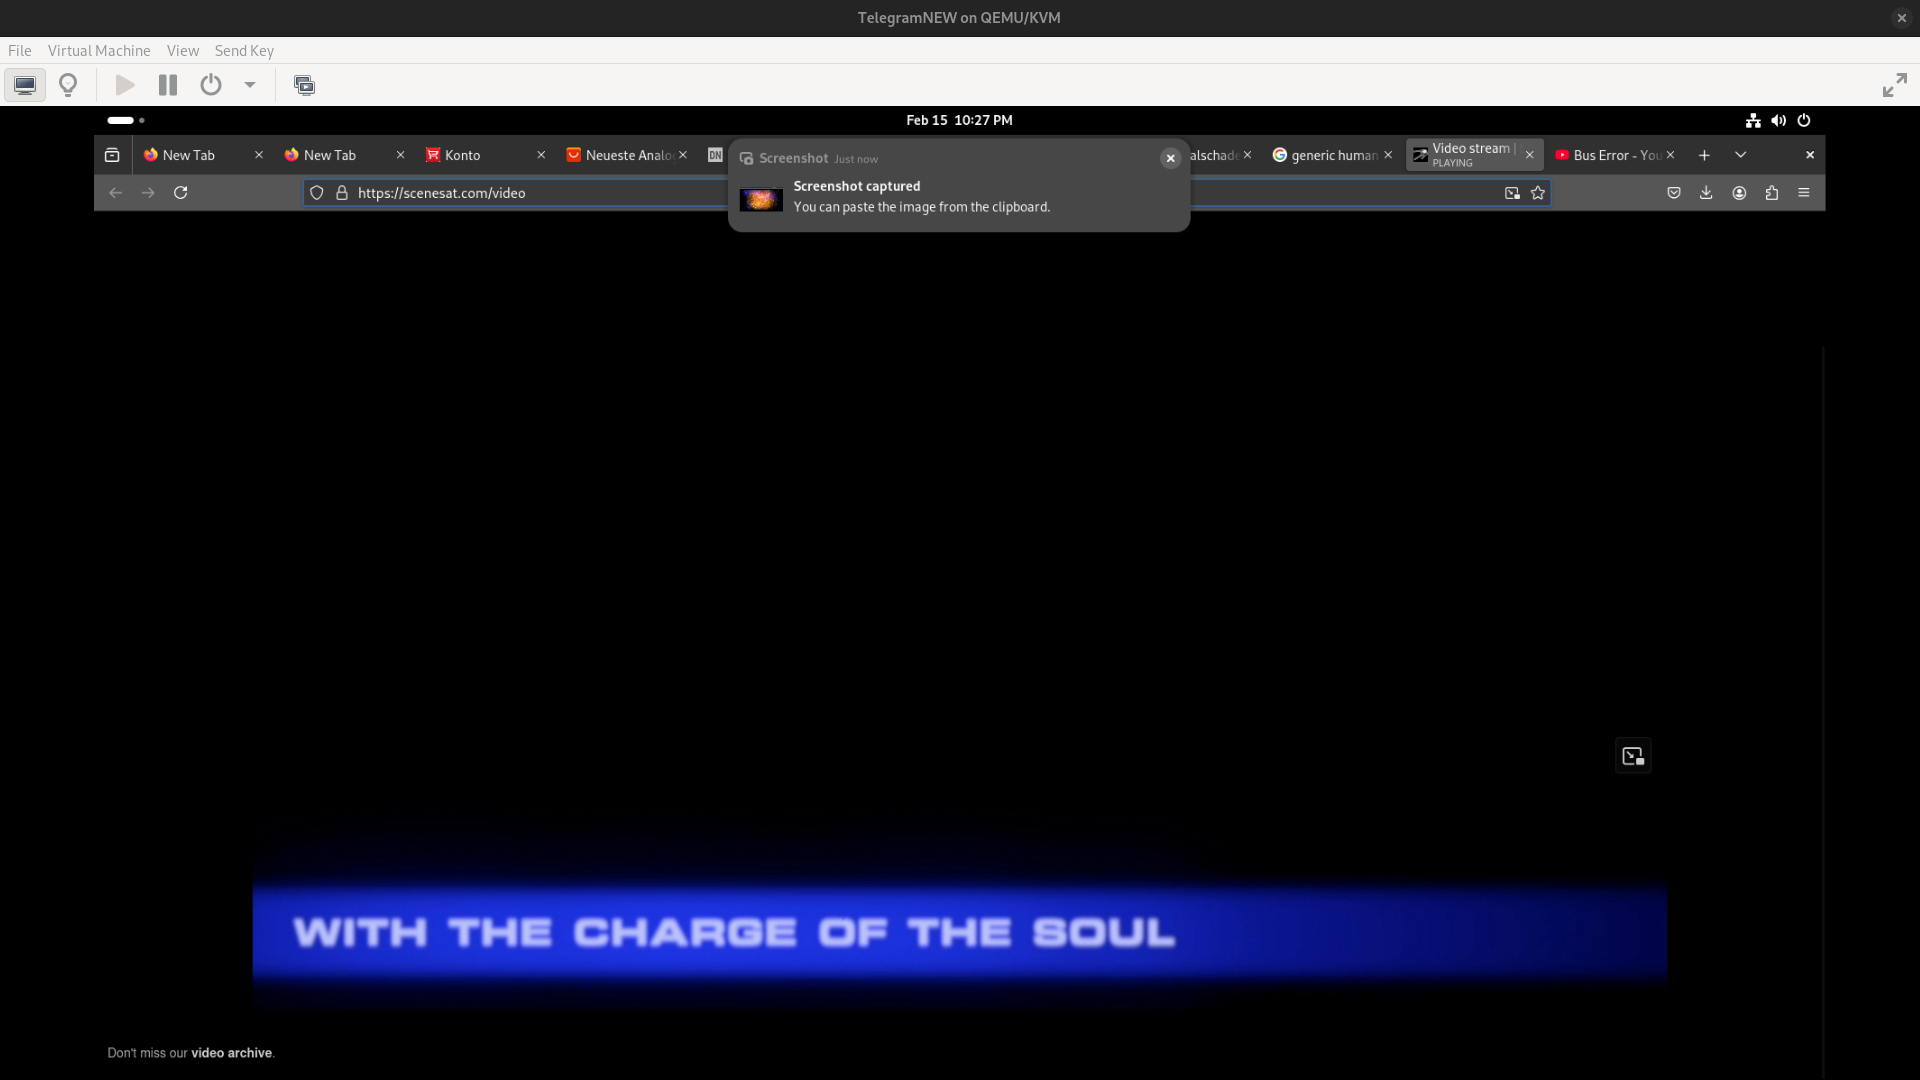 TelegramNEW on QEMU/KVM
File Virtual Machine View Send Key
Feb 15 10:27 PM
New Tab
New Tab
Konto
Neueste Analo
DN
alschade
generic human
Video stream |
PLAYING
Bus Error - You
https://scenesat.com/video
Screenshot Just now
Screenshot captured
You can paste the image from the clipboard.
WITH THE CHARGE OF THE SOUL
Don't miss our video archive.